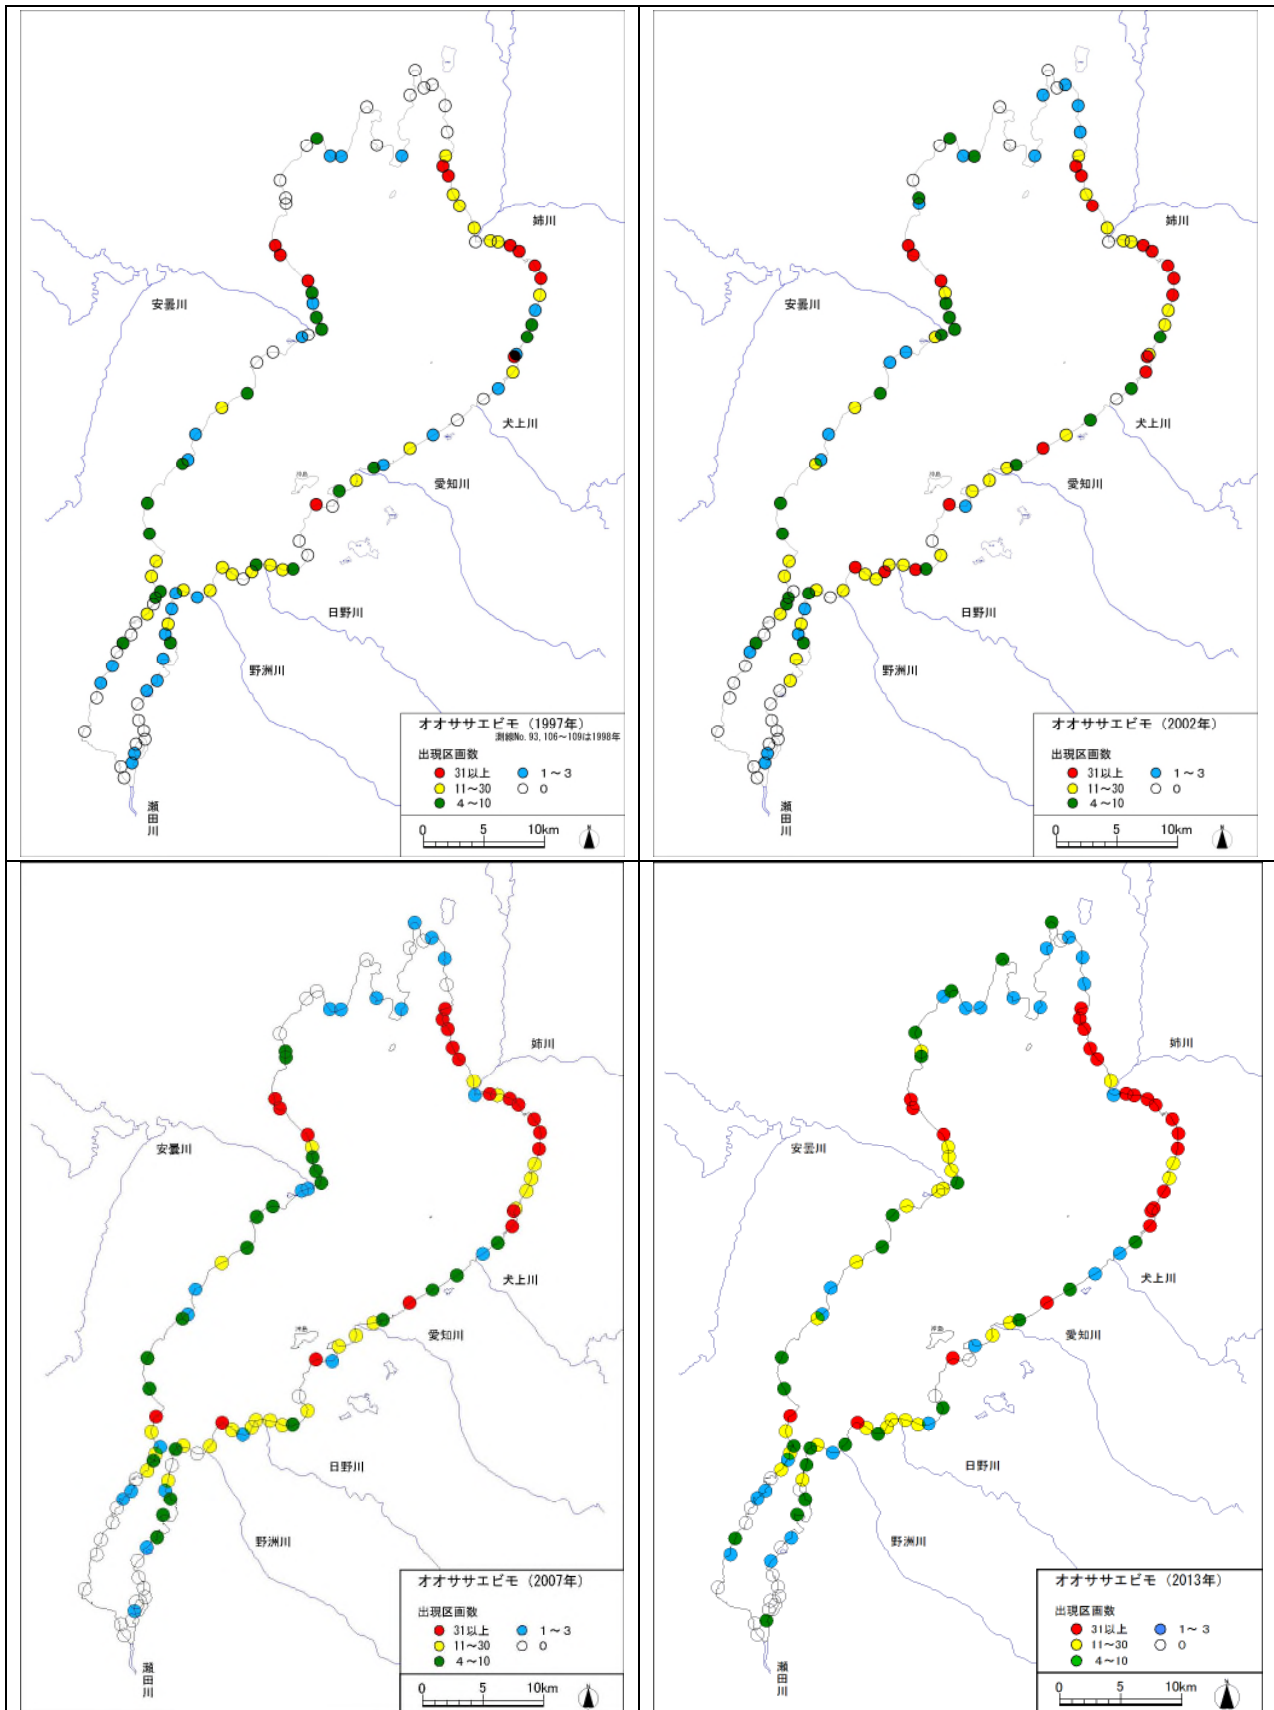 姉川
安曇川
犬上川
沖島
愛知川
日野川
野洲川
瀬田川
オオササエビモ (1997年)
測線No. 93, 106～109は1998年
出現区画数
31以上 1～3
11～30 0
4～10
0 5 10km
N
姉川
安曇川
犬上川
沖島
愛知川
日野川
野洲川
瀬田川
オオササエビモ (2002年)
出現区画数
31以上 1～3
11～30 0
4～10
0 5 10km
N
姉川
安曇川
犬上川
沖島
愛知川
日野川
野洲川
瀬田川
オオササエビモ (2007年)
出現区画数
31以上 1～3
11～30 0
4～10
0 5 10km
N
姉川
安曇川
犬上川
沖島
愛知川
日野川
野洲川
瀬田川
オオササエビモ (2013年)
出現区画数
31以上 1～3
11～30 0
4～10
0 5 10km
N